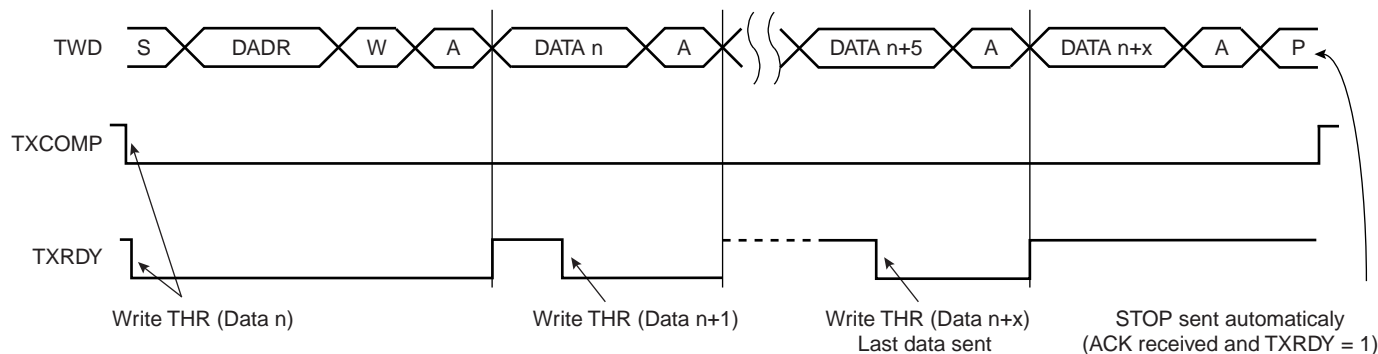 TWD S DADR W A DATA n A DATA n+5 A DATA n+x A P
TXCOMP
TXRDY
Write THR (Data n)
Write THR (Data n+1)
Write THR (Data n+x)
Last data sent
STOP sent automaticaly
(ACK received and TXRDY = 1)